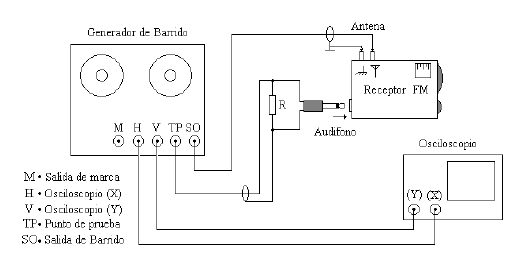 Generador de Barrido
Antena
Receptor FM
R
Audifono
M H V TP SO
Osciloscopio
(Y) (X)
M • Salida de marca
H • Osciloscopio (X)
V • Osciloscopio (Y)
TP• Punto de prueba
SO• Salida de Barrido